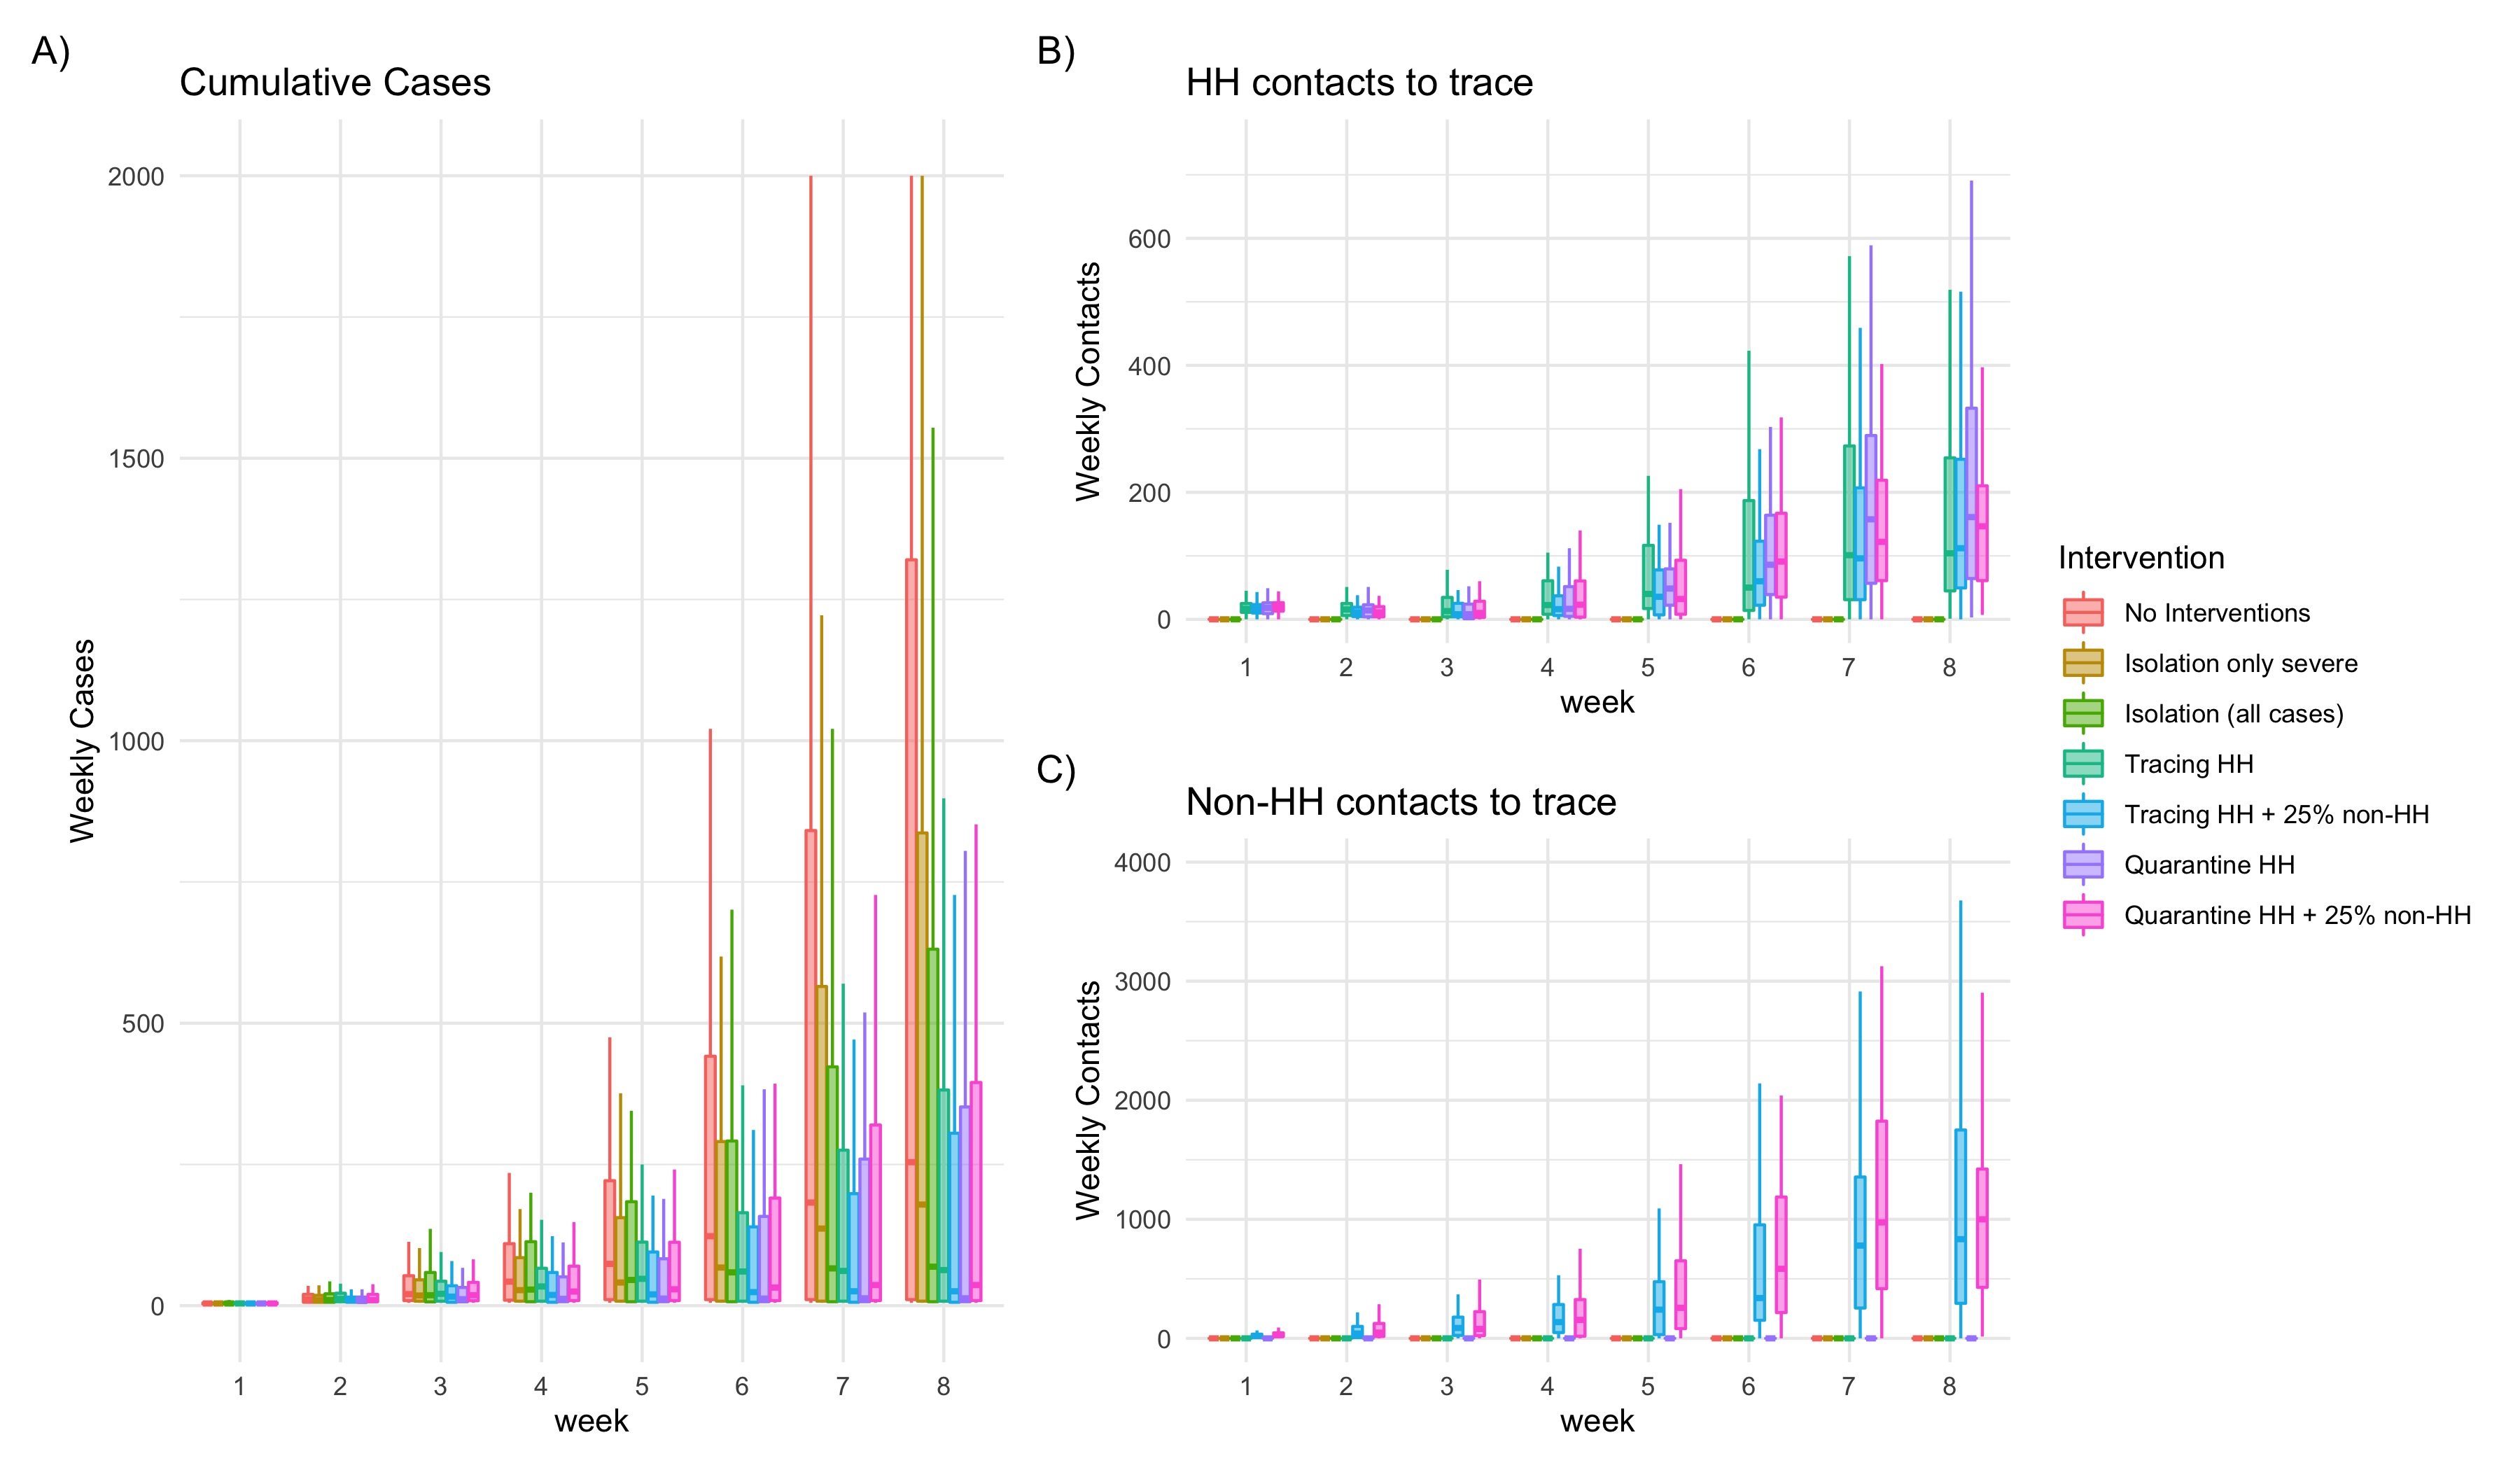 A)
Cumulative Cases
Weekly Cases
2000
1500
1000
500
0
1 2 3 4 5 6 7 8
week
B)
HH contacts to trace
Weekly Contacts
600
400
200
0
1 2 3 4 5 6 7 8
week
C)
Non-HH contacts to trace
Weekly Contacts
4000
3000
2000
1000
0
1 2 3 4 5 6 7 8
week
Intervention
No Interventions
Isolation only severe
Isolation (all cases)
Tracing HH
Tracing HH + 25% non-HH
Quarantine HH
Quarantine HH + 25% non-HH